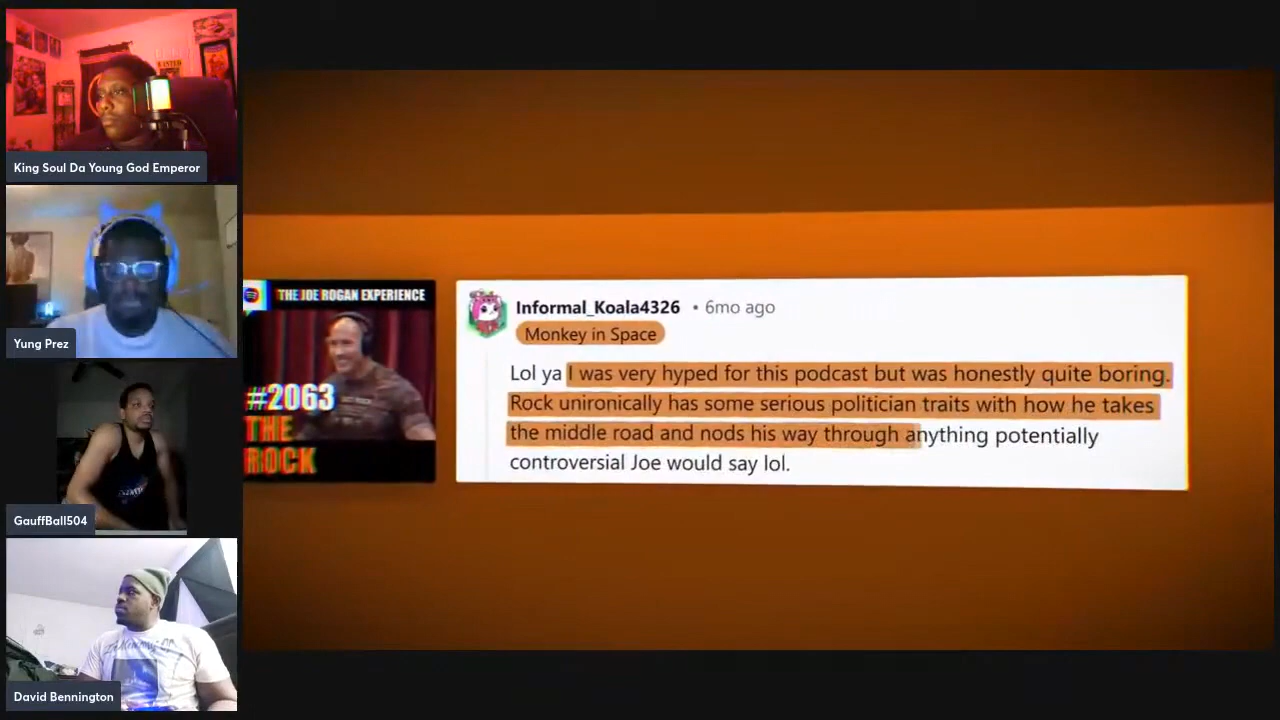 King Soul Da Young God Emperor
Yung Prez
GauffBall504
David Bennington
THE JOE ROGAN EXPERIENCE
#2063
THE
ROCK
Informal_Koala4326 • 6mo ago
Monkey in Space
Lol ya I was very hyped for this podcast but was honestly quite boring.
Rock unironically has some serious politician traits with how he takes
the middle road and nods his way through anything potentially
controversial Joe would say lol.